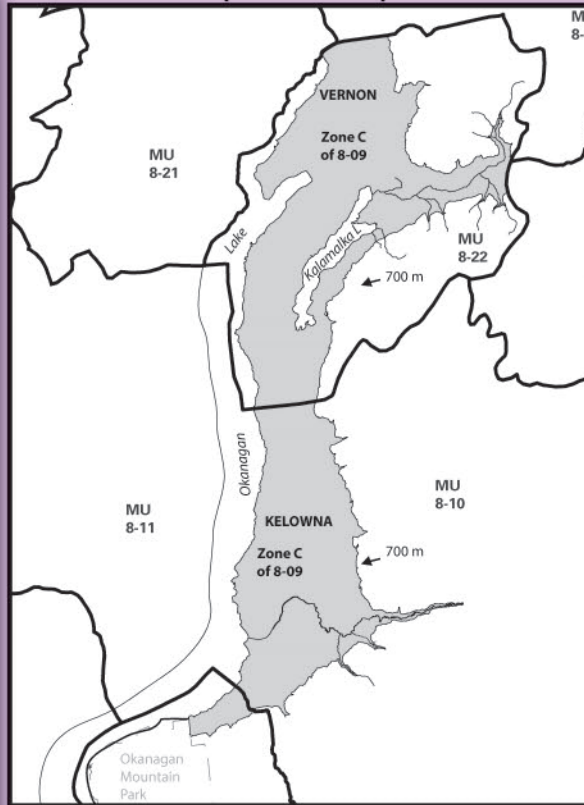 M
8-
VERNON
Zone C
of 8-09
MU
8-21
Lake
Kalamalka L
MU
8-22
700 m
Okanagan
MU
8-10
MU
8-11
KELOWNA
Zone C
of 8-09
700 m
Okanagan
Mountain
Park